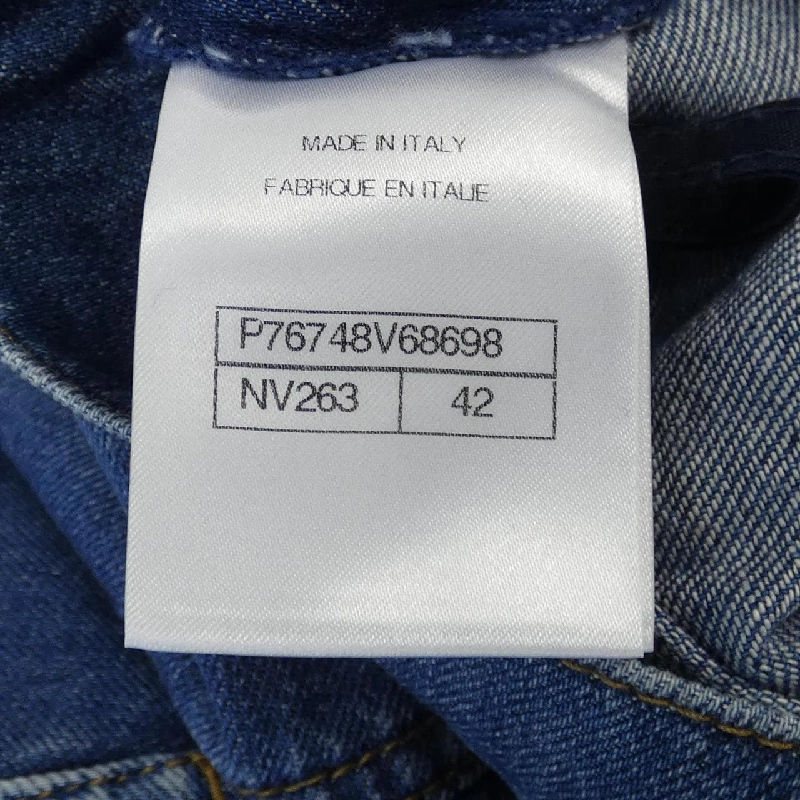 MADE IN ITALY
FABRIQUE EN ITALIE
P76748V68698
NV263 42